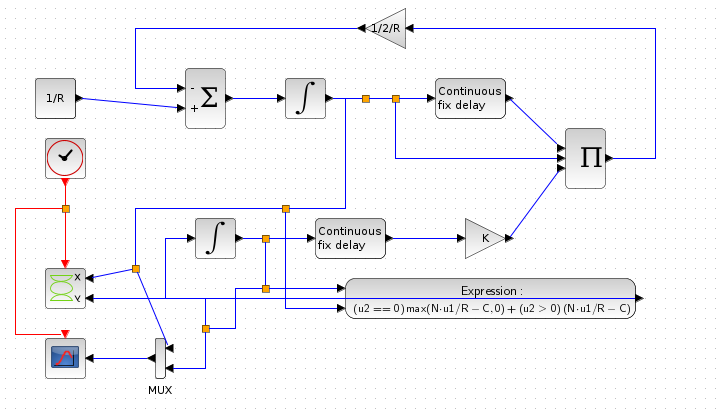 1/2/R
1/R
-
+
Σ
∫
Continuous
fix delay
Π
∫
Continuous
fix delay
K
X
Y
Expression :
(u2 == 0) max(N·u1/R − C, 0) + (u2 > 0) (N·u1/R − C)
MUX